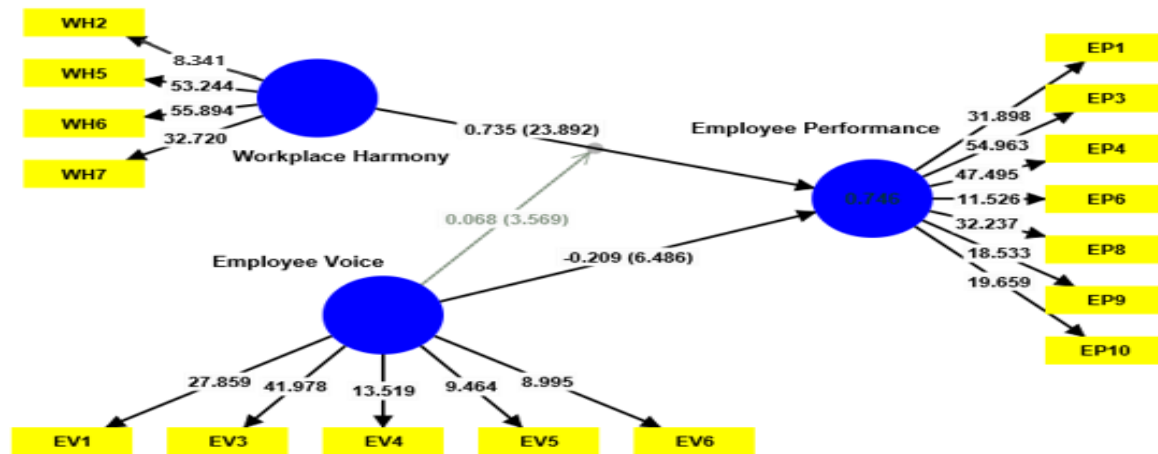 WH2
WH5
WH6
WH7
8.341
53.244
55.894
32.720
Workplace Harmony
0.735 (23.892)
Employee Performance
0.746
EP1
EP3
EP4
EP6
EP8
EP9
EP10
31.898
54.963
47.495
11.526
32.237
18.533
19.659
0.068 (3.569)
-0.209 (6.486)
Employee Voice
27.859
41.978
13.519
9.464
8.995
EV1
EV3
EV4
EV5
EV6